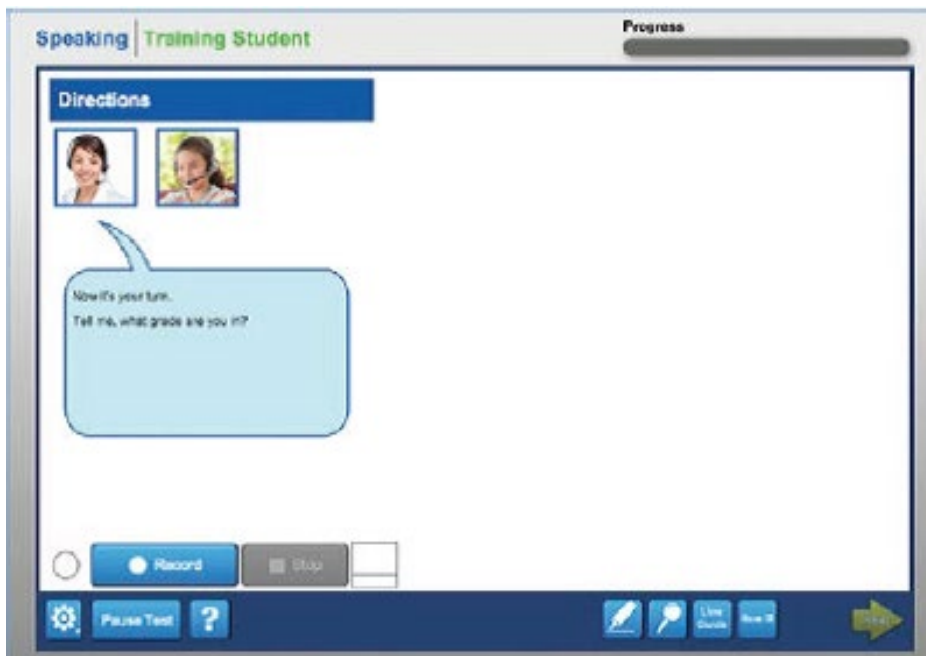 Speaking Training Student
Progress
Directions
Now it's your turn.
Tell me, what grade are you in?
Record
Stop
Pause Test
?
Line
Guide